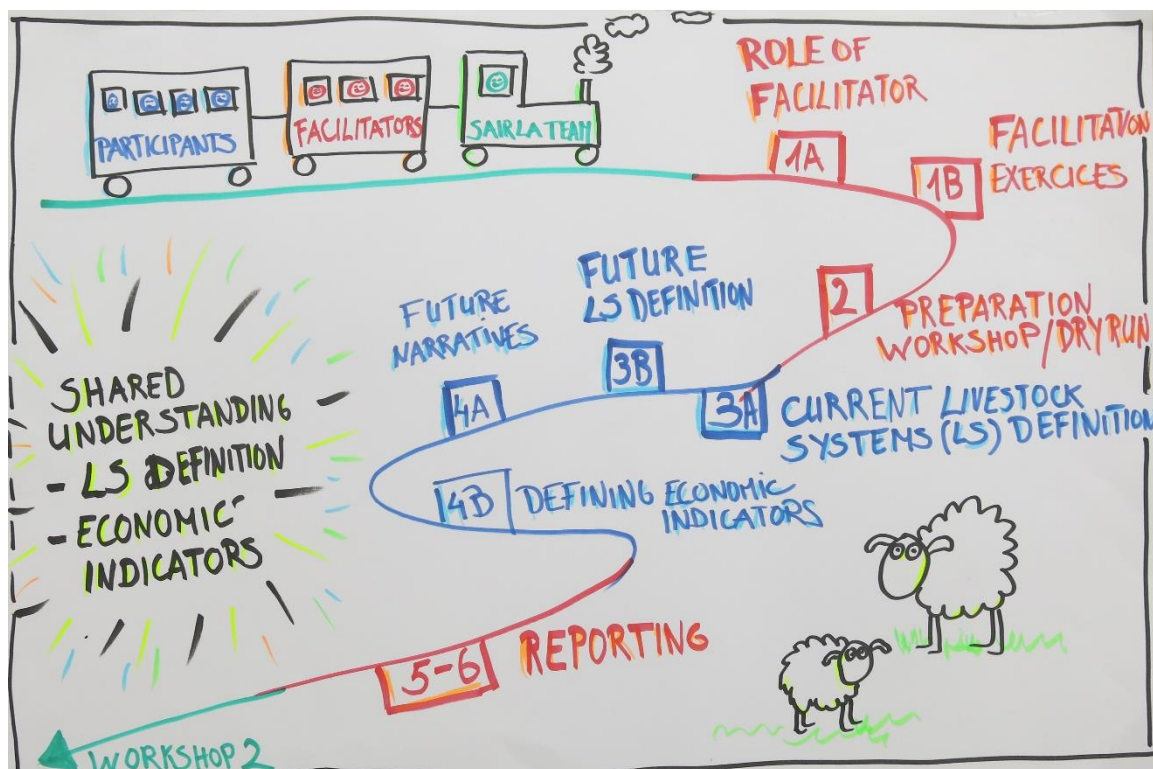 PARTICIPANTS
FACILITATORS
SAIRLA TEAM
ROLE OF
FACILITATOR
1A
1B
FACILITATION
EXERCICES
2
PREPARATION
WORKSHOP/DRY RUN
3A
CURRENT LIVESTOCK
SYSTEMS (LS) DEFINITION
3B
FUTURE
LS DEFINITION
4A
FUTURE
NARRATIVES
4B
DEFINING ECONOMIC
INDICATORS
SHARED
UNDERSTANDING
- LS DEFINITION
- ECONOMIC
INDICATORS
5-6
REPORTING
WORKSHOP 2